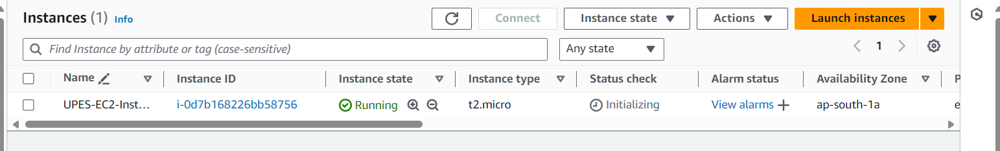 Instances (1) Info Connect Instance state Actions Launch instances
Find Instance by attribute or tag (case-sensitive) Any state 1
Name Instance ID Instance state Instance type Status check Alarm status Availability Zone P
UPES-EC2-Inst... i-0d7b168226bb58756 Running t2.micro Initializing View alarms + ap-south-1a e